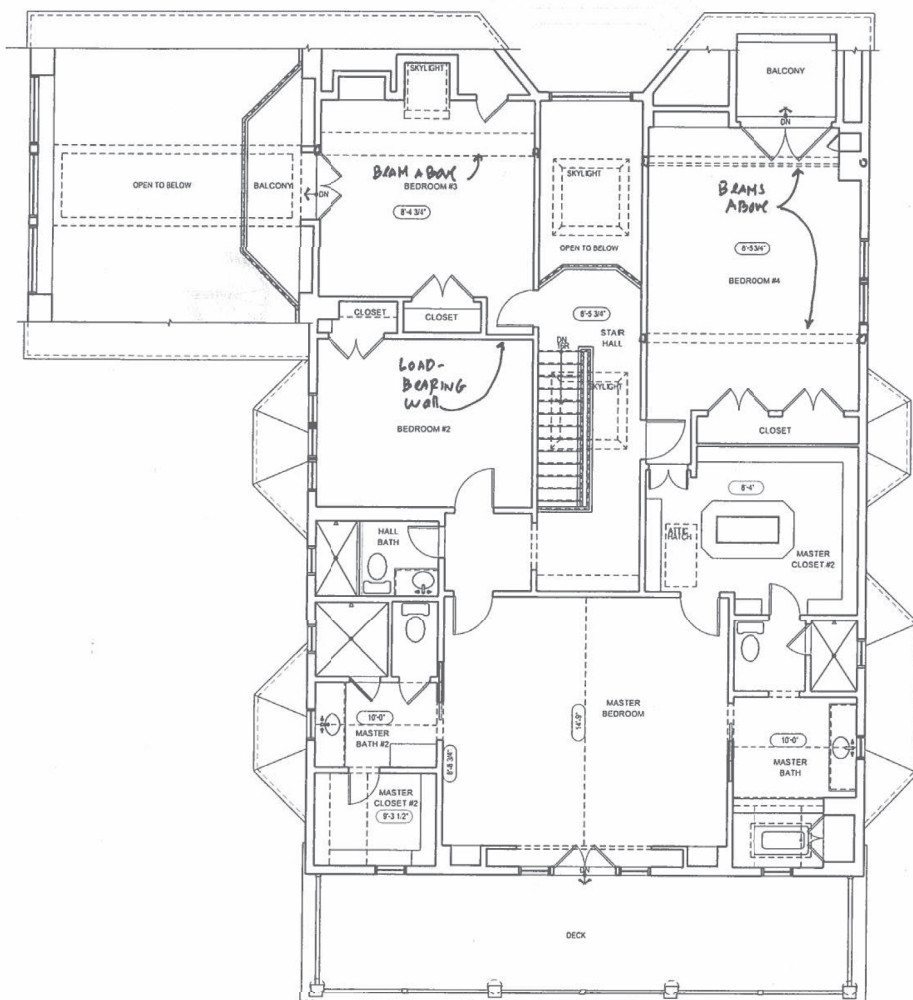 SKYLIGHT
BALCONY
DN
BEAM ABOVE
BEDROOM #3
8'-4 3/4"
OPEN TO BELOW
BALCONY
DN
SKYLIGHT
OPEN TO BELOW
BEAMS
ABOVE
8'-5 3/4"
BEDROOM #4
CLOSET
CLOSET
8'-5 3/4"
STAIR
HALL
DN
LOAD-
BEARING
WALL
BEDROOM #2
SKYLIGHT
CLOSET
8'-4"
ATTIC
HATCH
MASTER
CLOSET #2
HALL
BATH
MASTER
BEDROOM
14'-9"
10'-0"
MASTER
BATH #2
8'-8 3/4"
10'-0"
MASTER
BATH
MASTER
CLOSET #2
9'-3 1/2"
DN
DECK